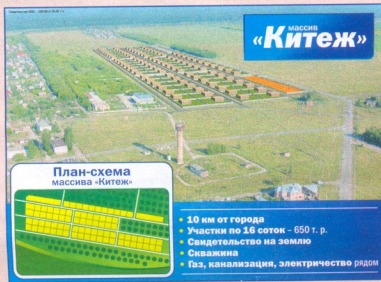 массив
«Китеж»
План-схема
массива «Китеж»
• 10 км от города
• Участки по 16 соток - 650 т. р.
• Свидетельство на землю
• Скважина
• Газ, канализация, электричество рядом